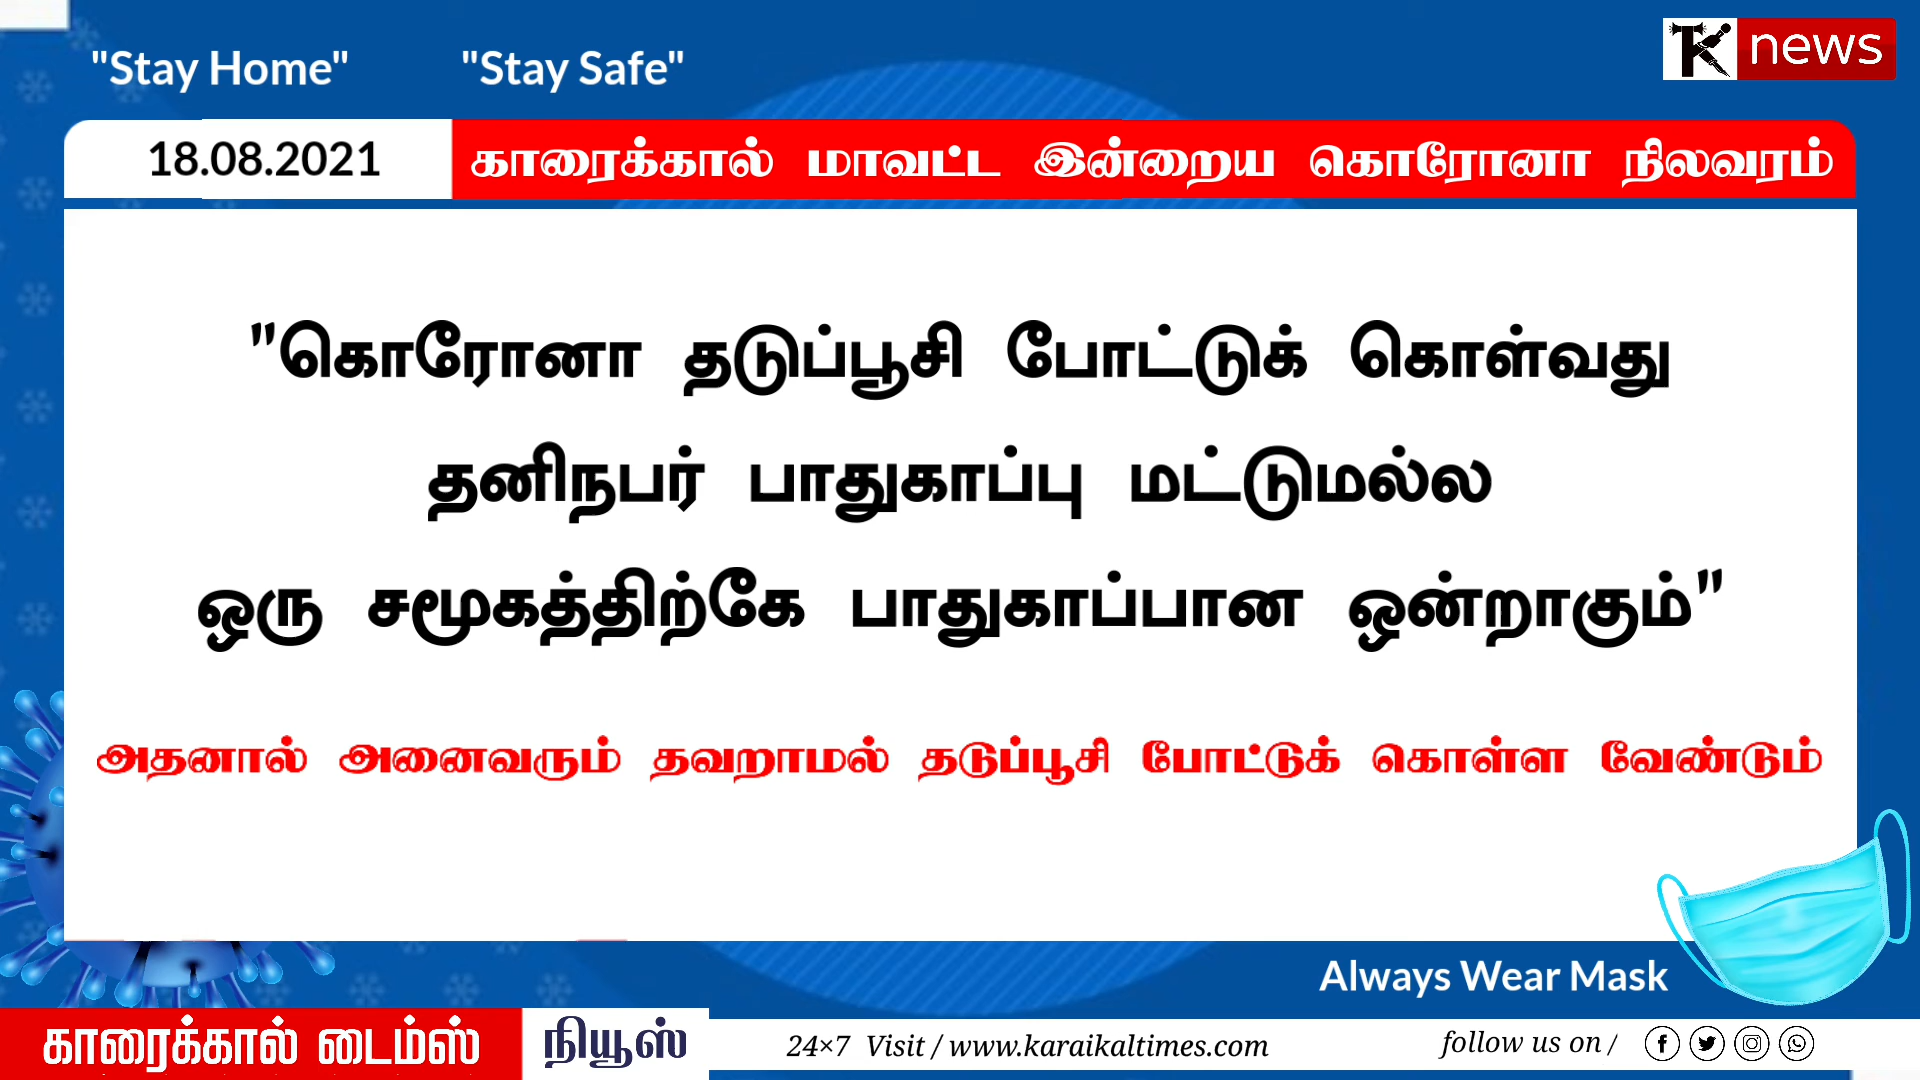 "Stay Home" "Stay Safe"
TK news
18.08.2021 காரைக்கால் மாவட்ட இன்றைய கொரோனா நிலவரம்
"கொரோனா தடுப்பூசி போட்டுக் கொள்வது
தனிநபர் பாதுகாப்பு மட்டுமல்ல
ஒரு சமூகத்திற்கே பாதுகாப்பான ஒன்றாகும்"
அதனால் அனைவரும் தவறாமல் தடுப்பூசி போட்டுக் கொள்ள வேண்டும்
Always Wear Mask
காரைக்கால் டைம்ஸ் நியூஸ் 24×7 Visit / www.karaikaltimes.com follow us on /